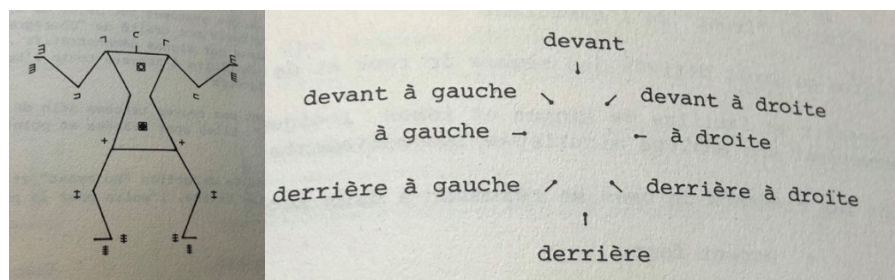 devant
devant à gauche
devant à droite
à gauche
à droite
derrière à gauche
derrière à droite
derrière